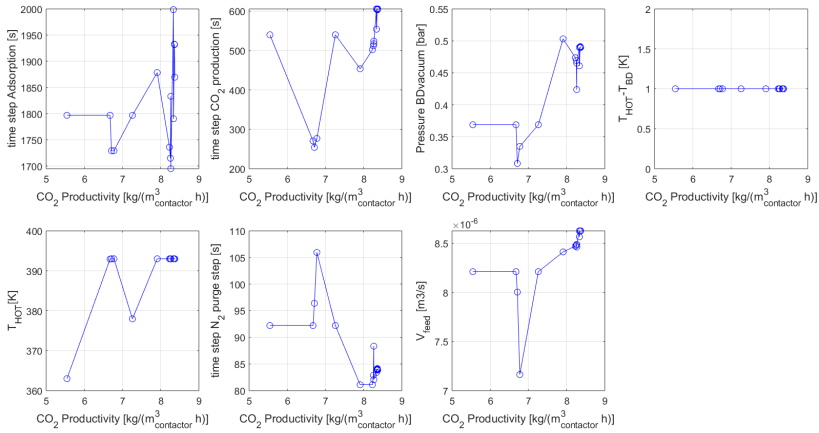 time step Adsorption [s]
2000
1950
1900
1850
1800
1750
1700
5 6 7 8 9
CO2 Productivity [kg/(m3contactor h)]
time step CO2 production [s]
600
500
400
300
200
5 6 7 8 9
CO2 Productivity [kg/(m3contactor h)]
Pressure BDvacuum [bar]
0.55
0.5
0.45
0.4
0.35
0.3
5 6 7 8 9
CO2 Productivity [kg/(m3contactor h)]
THOT-TBD [K]
2
1.5
1
0.5
0
5 6 7 8 9
CO2 Productivity [kg/(m3contactor h)]
THOT[K]
400
390
380
370
360
5 6 7 8 9
CO2 Productivity [kg/(m3contactor h)]
time step N2 purge step [s]
110
105
100
95
90
85
80
5 6 7 8 9
CO2 Productivity [kg/(m3contactor h)]
Vfeed [m3/s]
×10-6
8.5
8
7.5
7
5 6 7 8 9
CO2 Productivity [kg/(m3contactor h)]